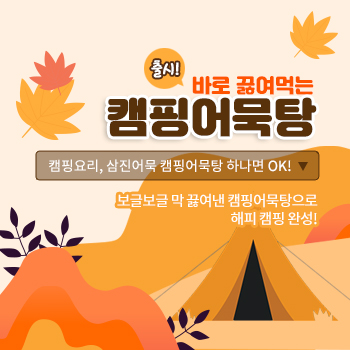 출시!
바로 끓여먹는
캠핑어묵탕
캠핑요리, 삼진어묵 캠핑어묵탕 하나면 OK! ▼
보글보글 막 끓여낸 캠핑어묵탕으로
해피 캠핑 완성!